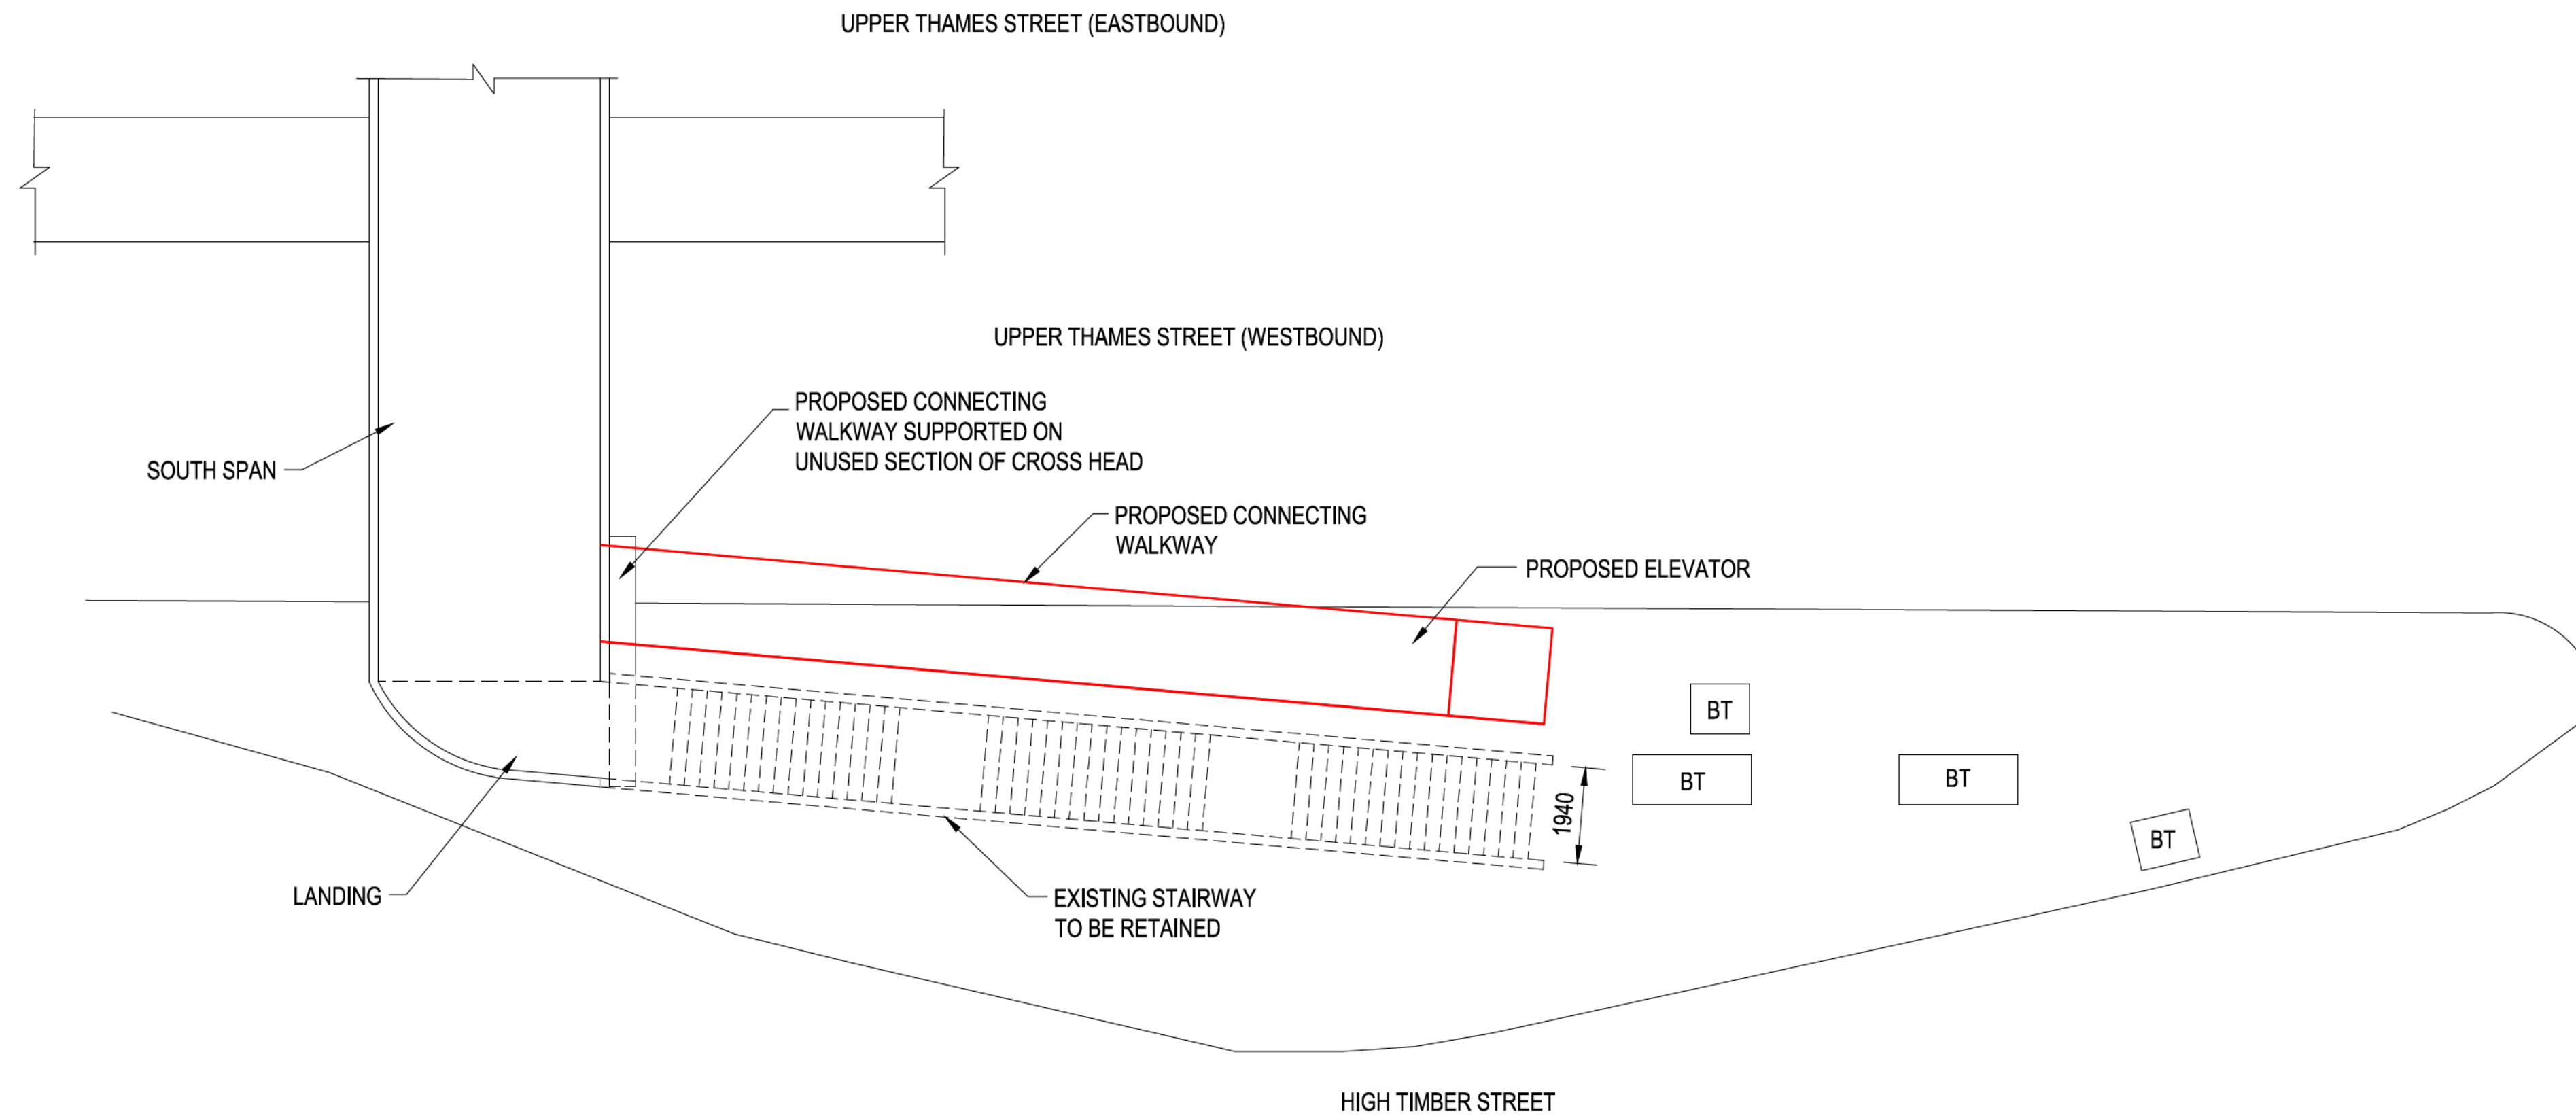 UPPER THAMES STREET (EASTBOUND)
UPPER THAMES STREET (WESTBOUND)
PROPOSED CONNECTING
WALKWAY SUPPORTED ON
UNUSED SECTION OF CROSS HEAD
SOUTH SPAN
PROPOSED CONNECTING
WALKWAY
PROPOSED ELEVATOR
BT
BT
BT
BT
1940
LANDING
EXISTING STAIRWAY
TO BE RETAINED
HIGH TIMBER STREET